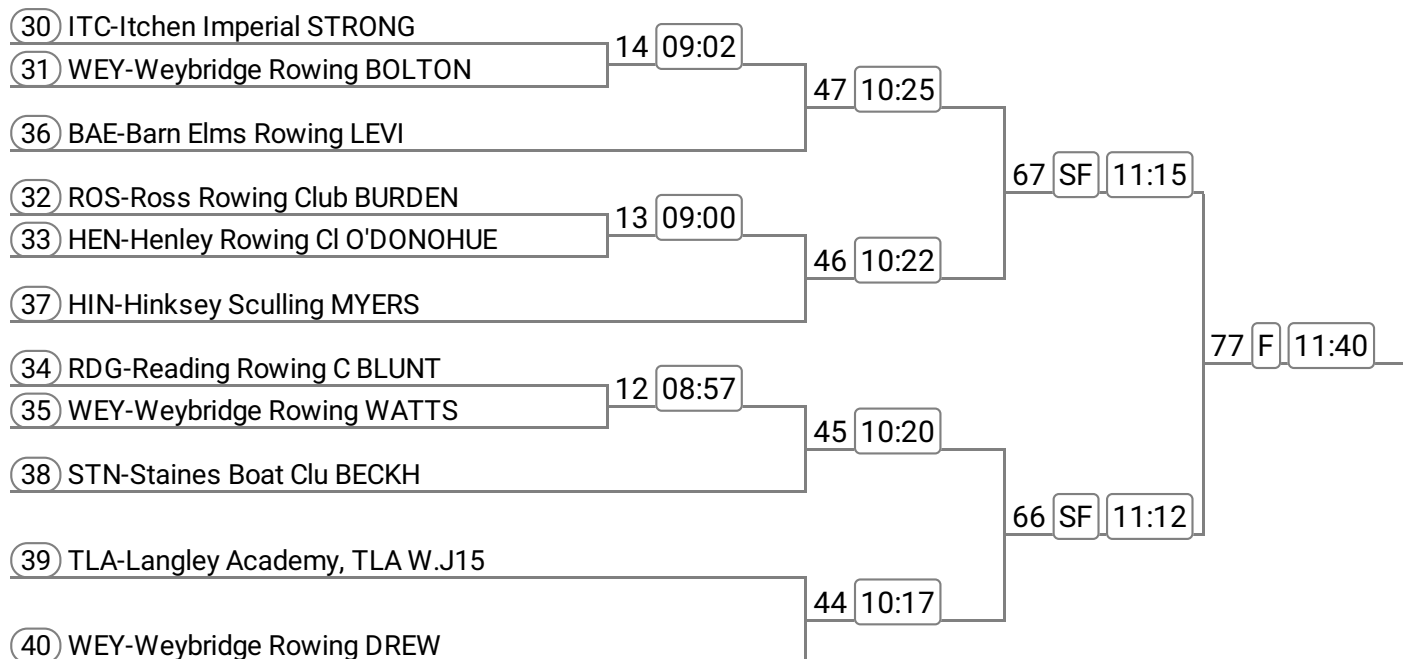 30 ITC-Itchen Imperial STRONG
14 09:02
31 WEY-Weybridge Rowing BOLTON
47 10:25
36 BAE-Barn Elms Rowing LEVI
67 SF 11:15
32 ROS-Ross Rowing Club BURDEN
13 09:00
33 HEN-Henley Rowing Cl O'DONOHUE
46 10:22
37 HIN-Hinksey Sculling MYERS
77 F 11:40
34 RDG-Reading Rowing C BLUNT
12 08:57
35 WEY-Weybridge Rowing WATTS
45 10:20
38 STN-Staines Boat Clu BECKH
66 SF 11:12
39 TLA-Langley Academy, TLA W.J15
44 10:17
40 WEY-Weybridge Rowing DREW